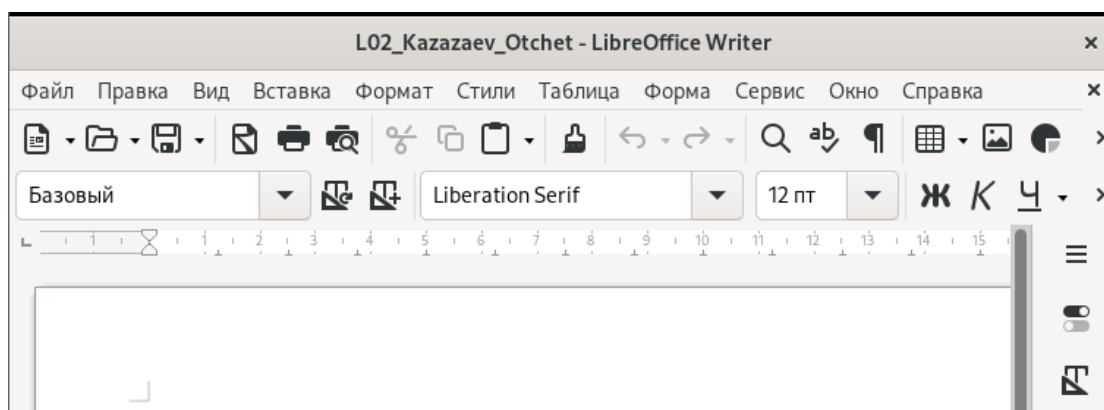 L02_Kazazaev_Otchet - LibreOffice Writer
Файл Правка Вид Вставка Формат Стили Таблица Форма Сервис Окно Справка
Базовый Liberation Serif 12 пт Ж К Ч
1 1 2 3 4 5 6 7 8 9 10 11 12 13 14 15